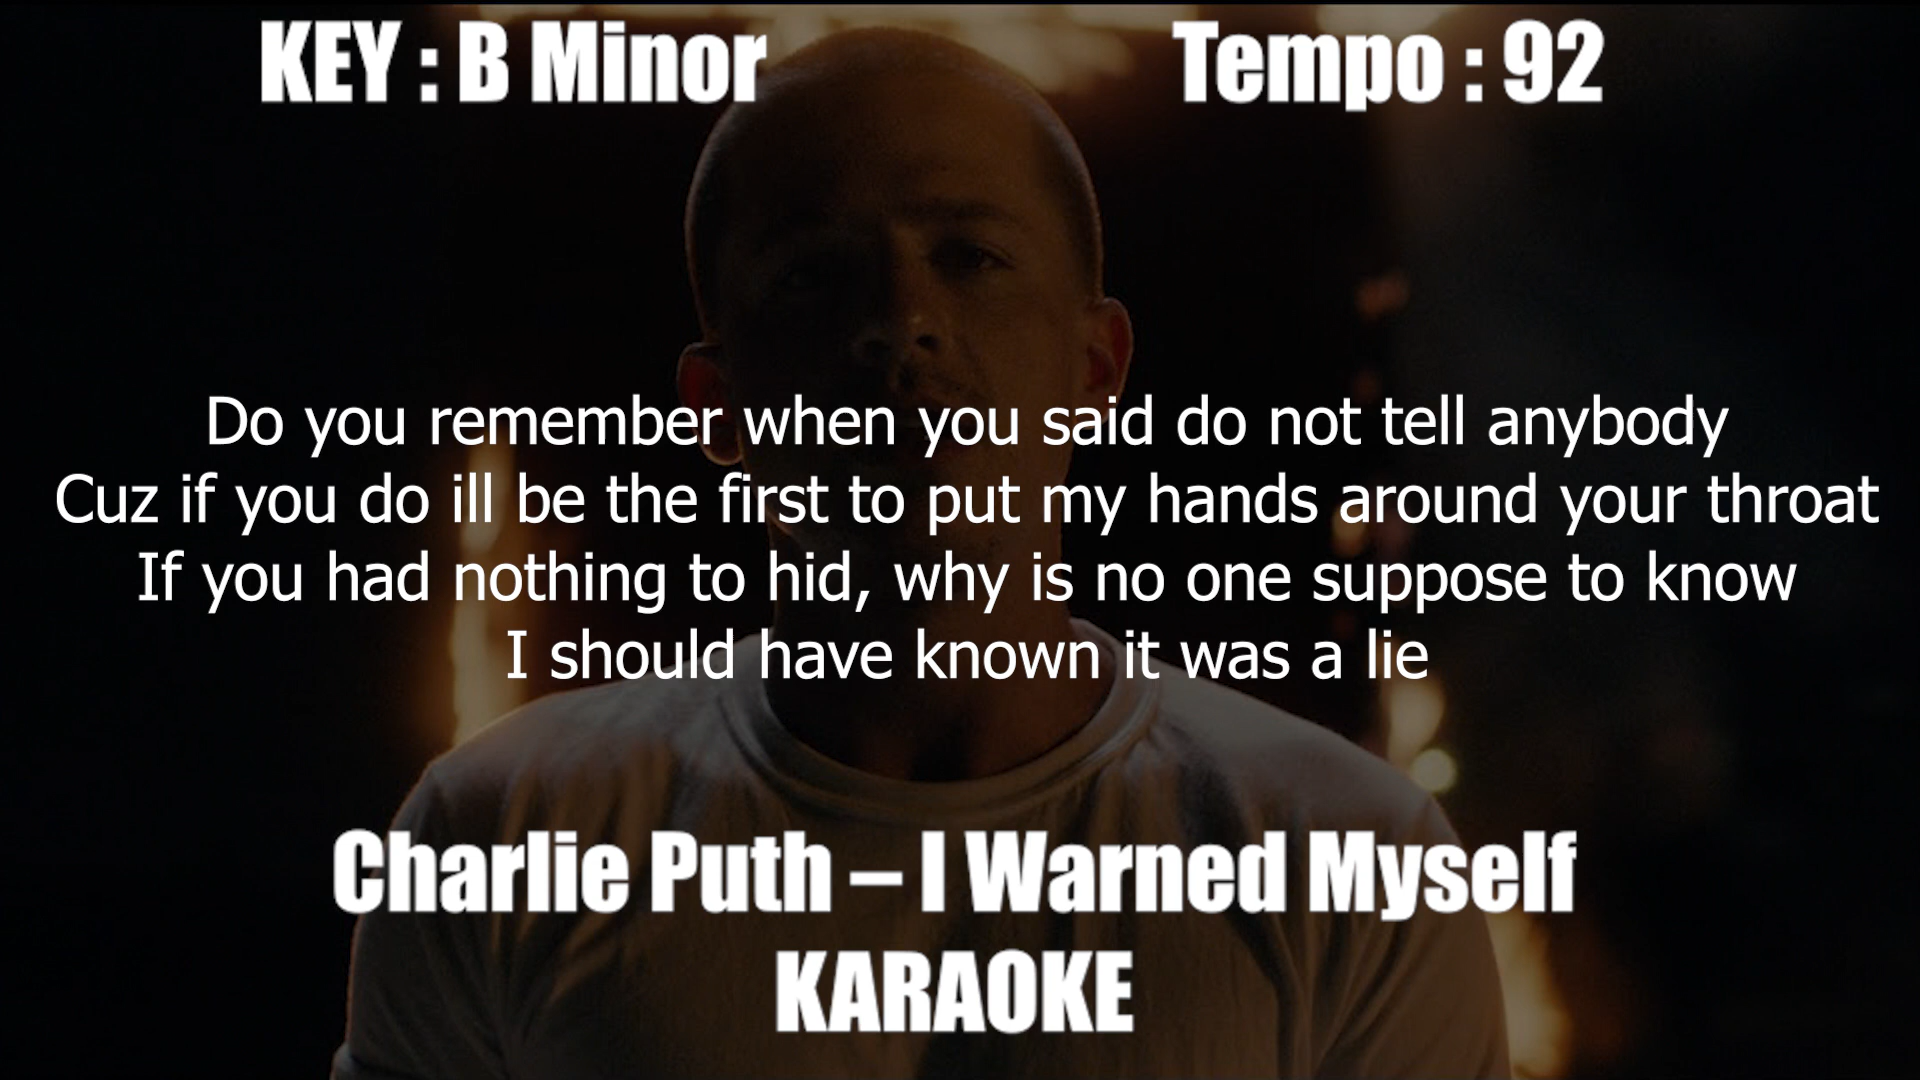 KEY : B Minor
Tempo : 92
Do you remember when you said do not tell anybody
Cuz if you do ill be the first to put my hands around your throat
If you had nothing to hid, why is no one suppose to know
I should have known it was a lie
Charlie Puth – I Warned Myself
KARAOKE